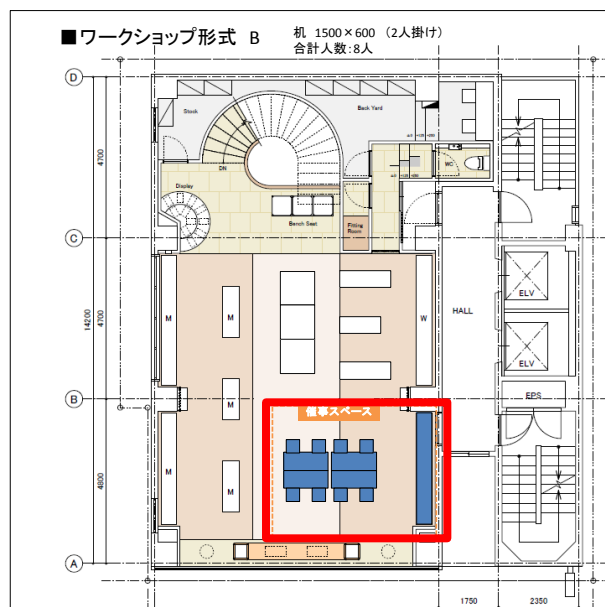 ■ワークショップ形式 B
机 1500×600 (2人掛け)
合計人数:8人
D
Stock
Back Yard
4700
WC
DN
Display
Bench Seat
Fitting
Room
C
ELV
HALL
M
M
W
14200
4700
ELV
M
EPS
B
催事スペース
M
M
4800
A
1750
2350